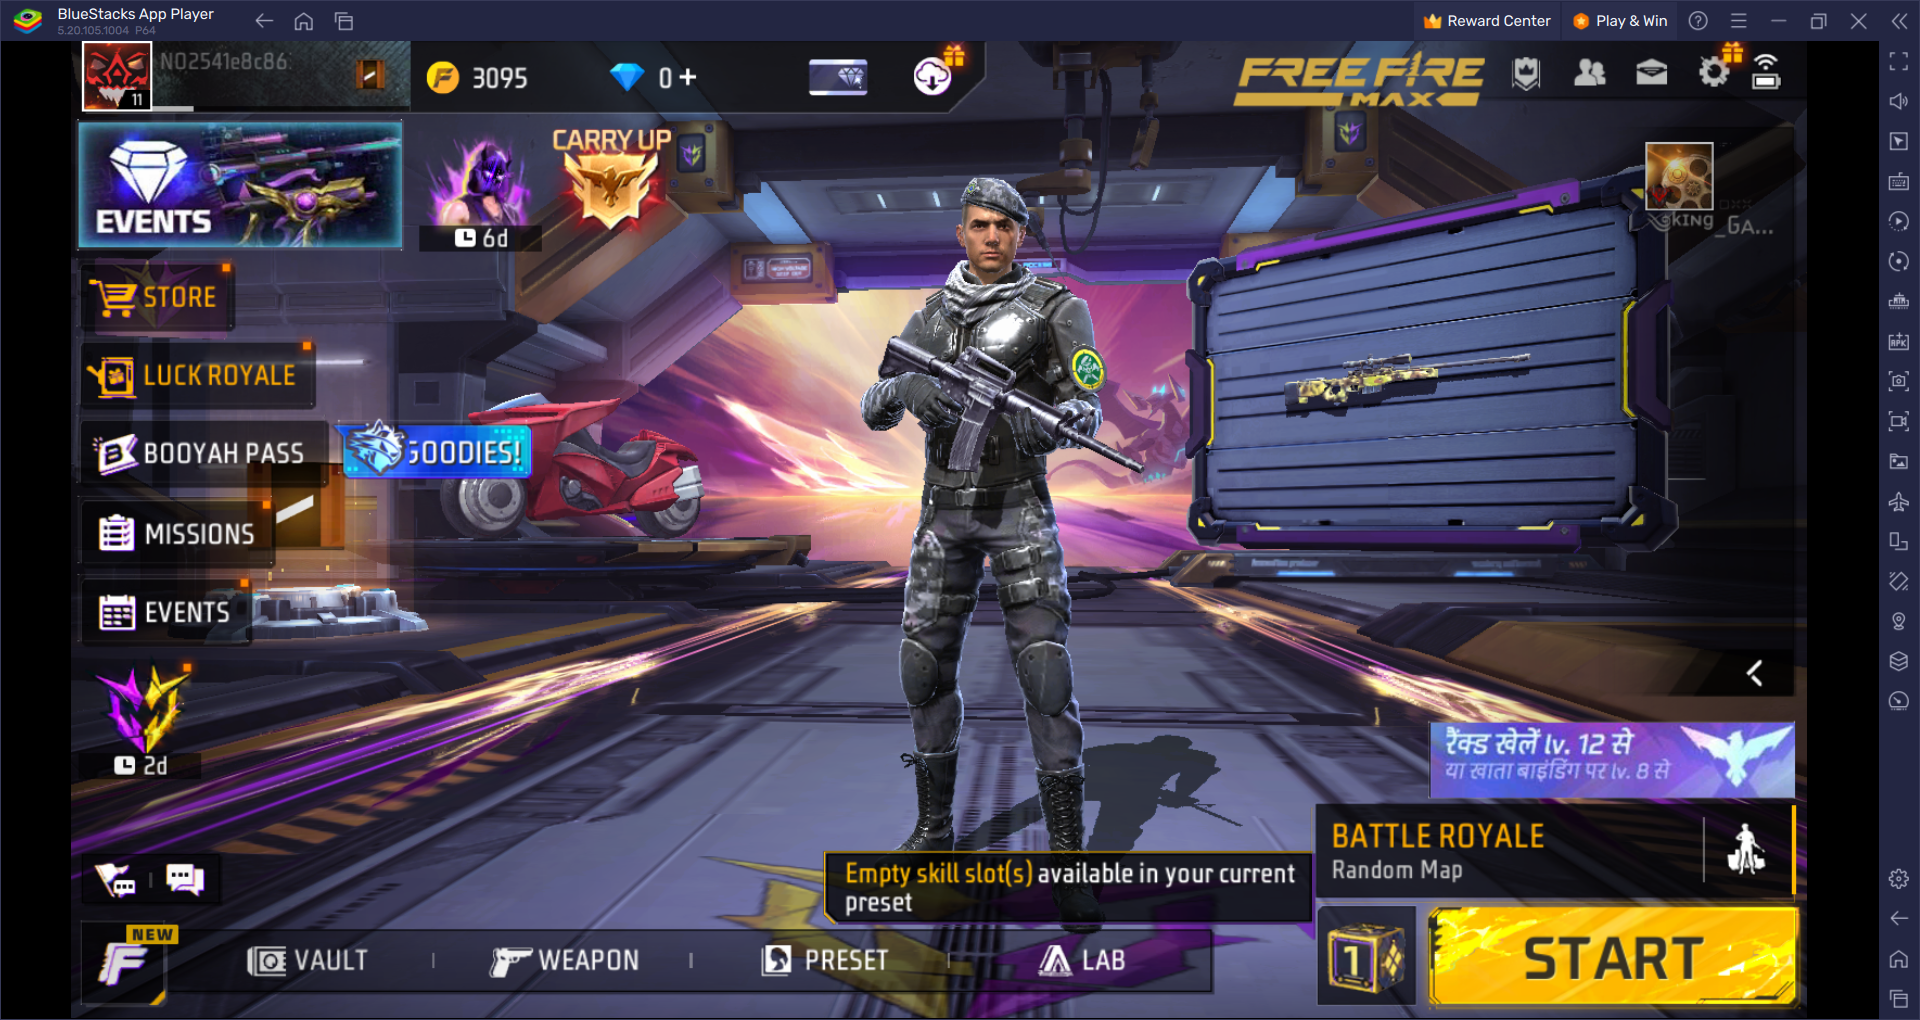 BlueStacks App Player
5.20.105.1004 P64
Reward Center
Play & Win
NO2541e8c86
11
3095
0 +
FREE FIRE
MAX
EVENTS
6d
CARRY UP
STORE
LUCK ROYALE
BOOYAH PASS
GOODIES!
MISSIONS
EVENTS
2d
रैंक्ड खेलें lv. 12 से
या खाता बाइंडिंग पर lv. 8 से
BATTLE ROYALE
Random Map
Empty skill slot(s) available in your current
preset
NEW
VAULT
WEAPON
PRESET
LAB
1
START